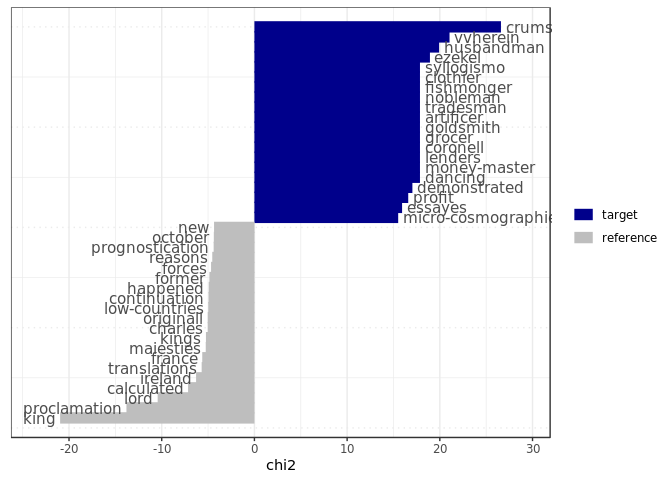 crums
vvherein
husbandman
ezekel
syllogismo
clothier
fishmonger
nobleman
tradesman
artificer
goldsmith
grocer
coronell
lenders
money-master
dancing
demonstrated
profit
essayes
micro-cosmographie
new
october
prognostication
reasons
forces
former
happened
continuation
low-countries
originall
charles
kings
majesties
france
translations
ireland
calculated
lord
proclamation
king
target
reference
-20 -10 0 10 20 30
chi2